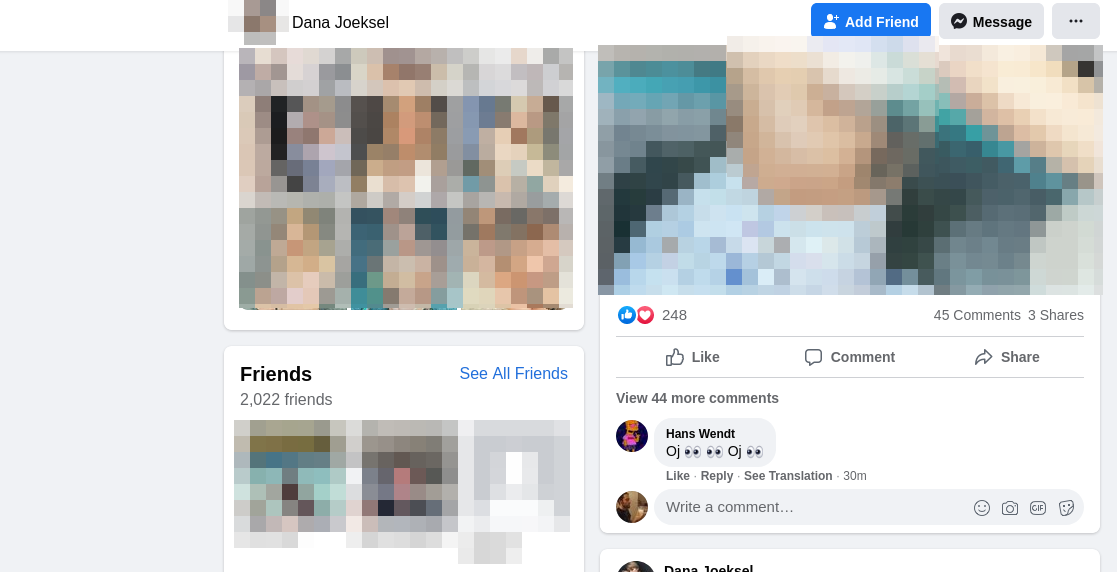 Dana Joeksel
Add Friend
Message
Friends
See All Friends
2,022 friends
248
45 Comments 3 Shares
Like
Comment
Share
View 44 more comments
Hans Wendt
Oj 👀 👀 Oj 👀
Like · Reply · See Translation · 30m
Write a comment…
GIF
Dana Joeksel